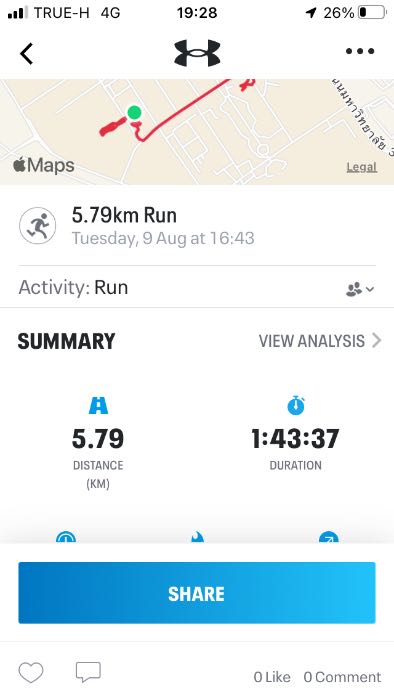 TRUE-H 4G 19:28 26%
ถนนมหาวิทยาลัย 3
Maps Legal
5.79km Run
Tuesday, 9 Aug at 16:43
Activity: Run
SUMMARY VIEW ANALYSIS
5.79 1:43:37
DISTANCE DURATION
(KM)
SHARE
0 Like 0 Comment